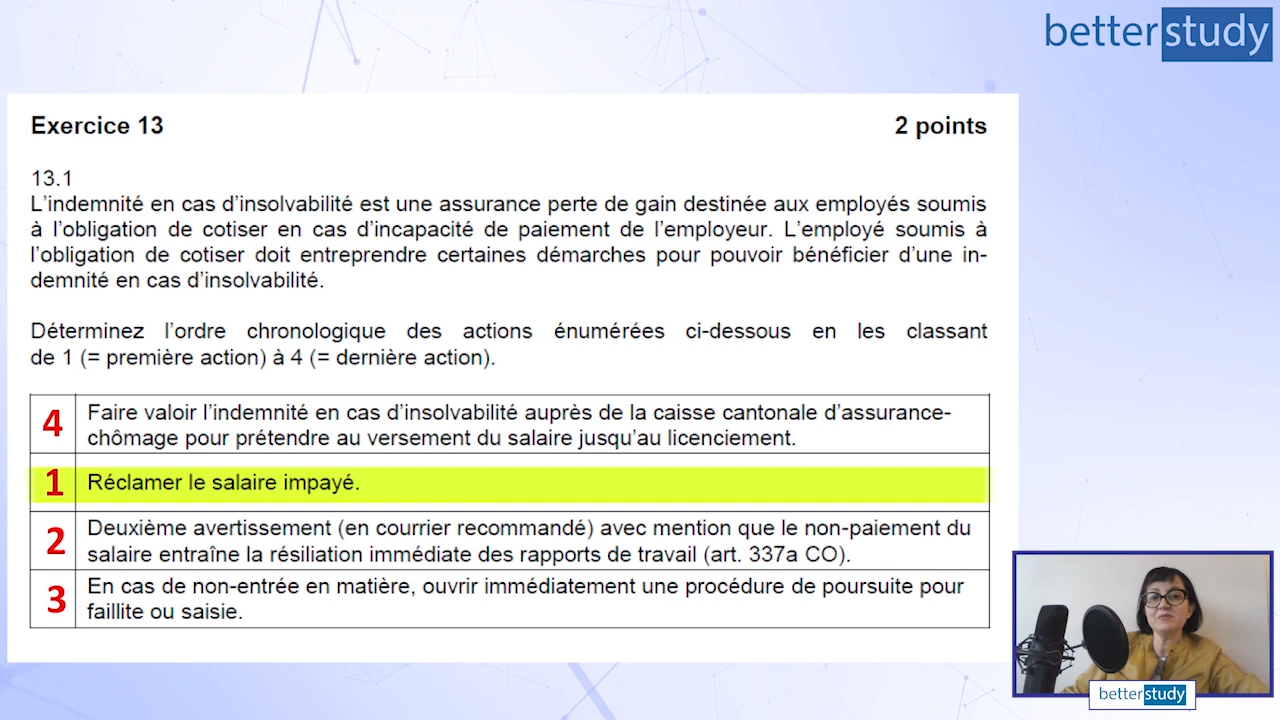 betterstudy
Exercice 13 2 points
13.1
L’indemnité en cas d’insolvabilité est une assurance perte de gain destinée aux employés soumis
à l’obligation de cotiser en cas d’incapacité de paiement de l’employeur. L’employé soumis à
l’obligation de cotiser doit entreprendre certaines démarches pour pouvoir bénéficier d’une in-
demnité en cas d’insolvabilité.
Déterminez l’ordre chronologique des actions énumérées ci-dessous en les classant
de 1 (= première action) à 4 (= dernière action).
4 Faire valoir l’indemnité en cas d’insolvabilité auprès de la caisse cantonale d’assurance-
chômage pour prétendre au versement du salaire jusqu’au licenciement.
1 Réclamer le salaire impayé.
2 Deuxième avertissement (en courrier recommandé) avec mention que le non-paiement du
salaire entraîne la résiliation immédiate des rapports de travail (art. 337a CO).
3 En cas de non-entrée en matière, ouvrir immédiatement une procédure de poursuite pour
faillite ou saisie.
betterstudy